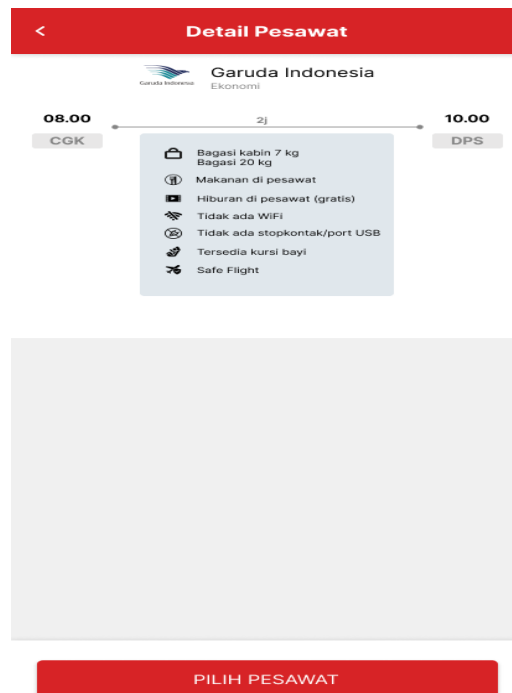 Detail Pesawat
Garuda Indonesia
Garuda Indonesia
Ekonomi
08.00
2j
10.00
CGK
DPS
Bagasi kabin 7 kg
Bagasi 20 kg
Makanan di pesawat
Hiburan di pesawat (gratis)
Tidak ada WiFi
Tidak ada stopkontak/port USB
Tersedia kursi bayi
Safe Flight
PILIH PESAWAT